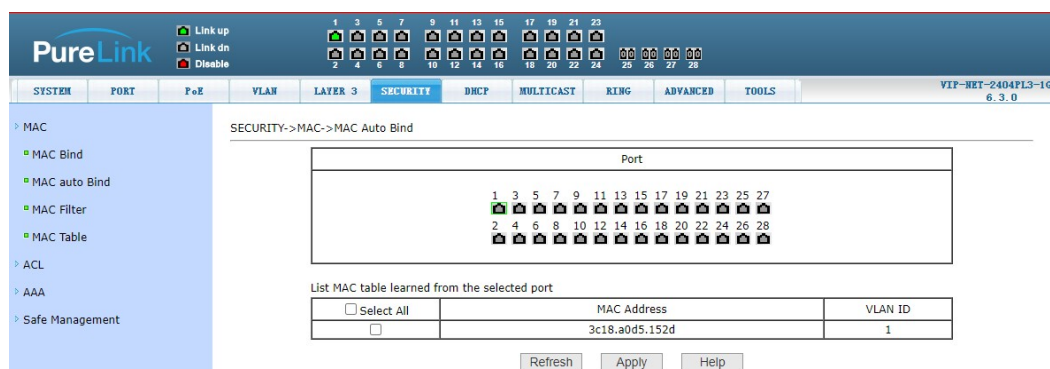 PureLink
Link up
Link dn
Disable
1 3 5 7 9 11 13 15 17 19 21 23
2 4 6 8 10 12 14 16 18 20 22 24 25 26 27 28
SYSTEM PORT PoE VLAN LAYER 3 SECURITY DHCP MULTICAST RING ADVANCED TOOLS
VIP-NET-2404PL3-1G
6.3.0
MAC
MAC Bind
MAC auto Bind
MAC Filter
MAC Table
ACL
AAA
Safe Management
SECURITY->MAC->MAC Auto Bind
Port
1 3 5 7 9 11 13 15 17 19 21 23 25 27
2 4 6 8 10 12 14 16 18 20 22 24 26 28
List MAC table learned from the selected port
Select All MAC Address VLAN ID
3c18.a0d5.152d 1
Refresh Apply Help